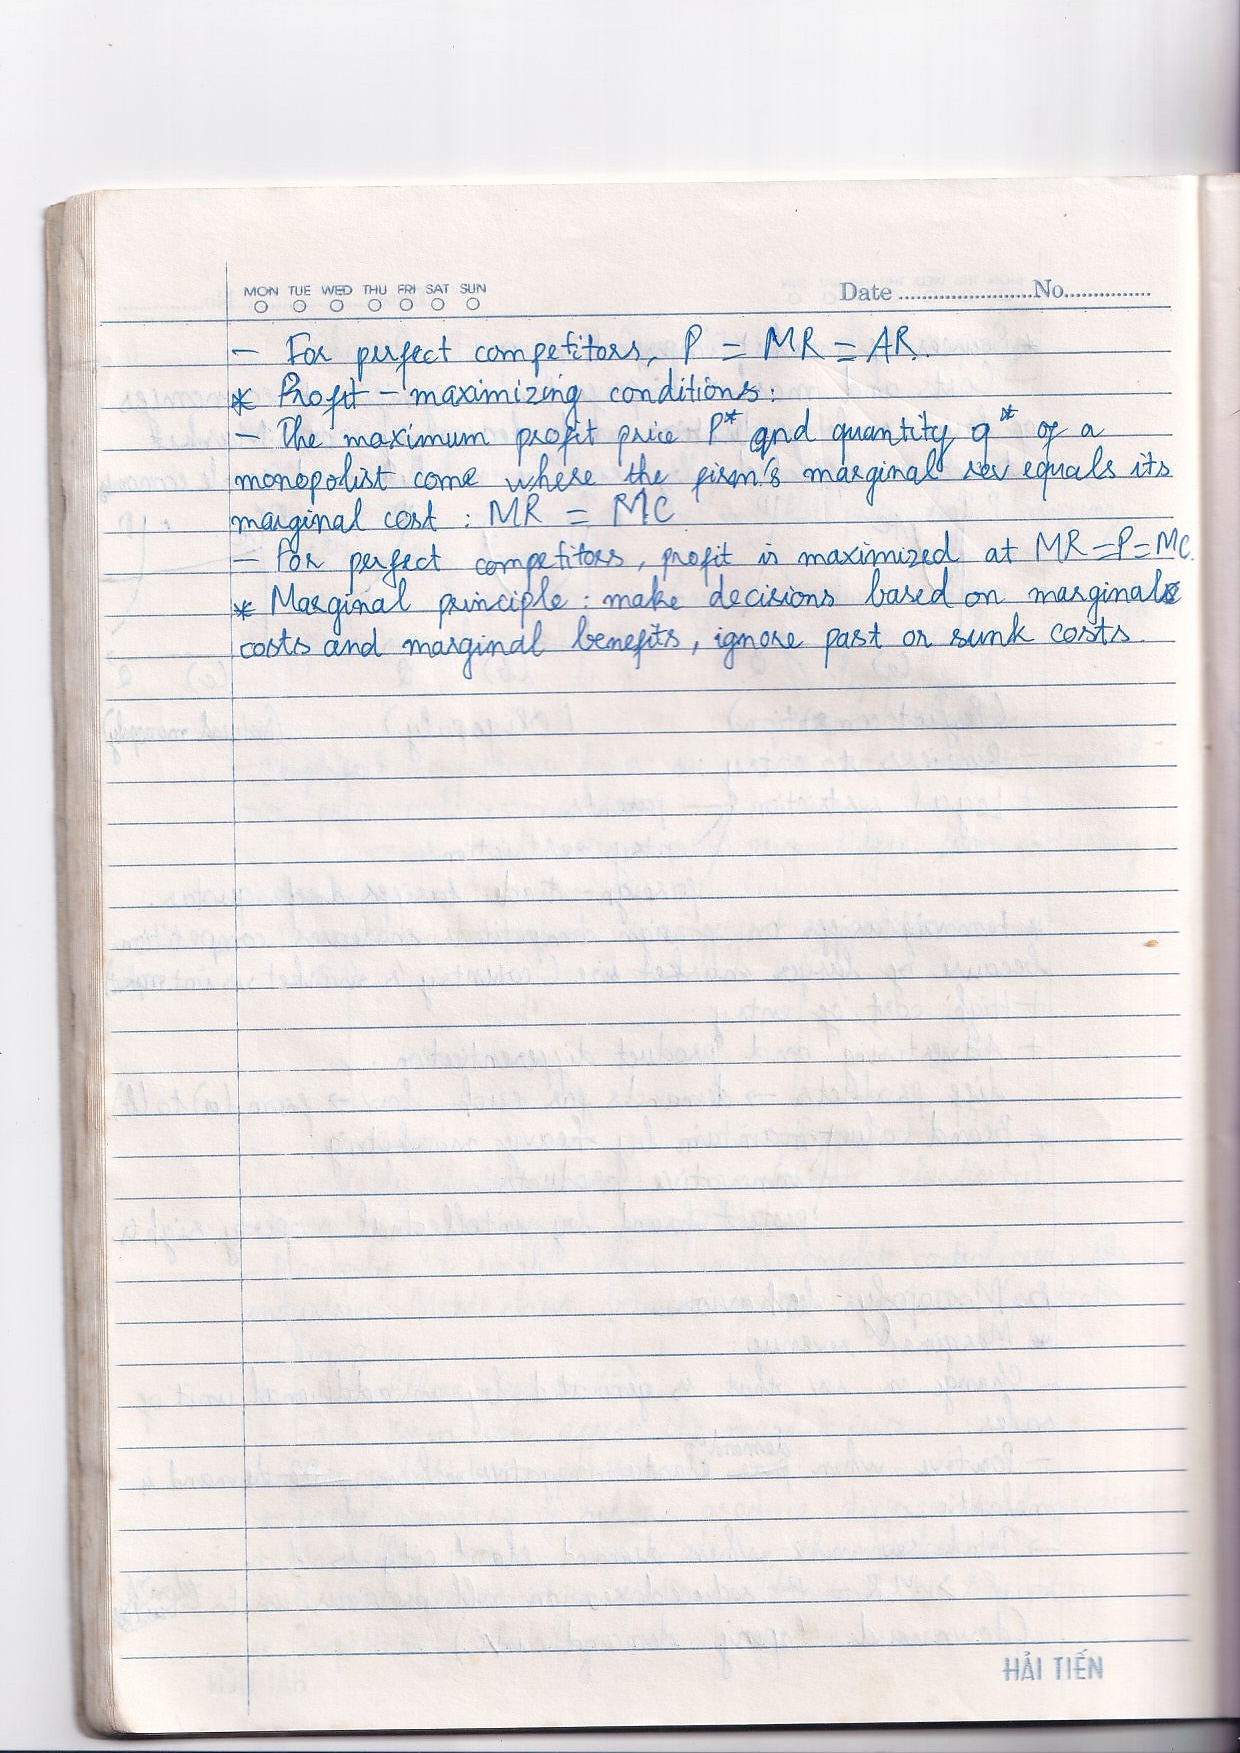 MON TUE WED THU FRI SAT SUN
Date ........................No................
- For perfect competitors, P = MR = AR.
* Profit - maximizing conditions:
- The maximum profit price P* and quantity q* of a
monopolist come where the firm's marginal rev equals its
marginal cost : MR = MC
- For perfect competitors, profit is maximized at MR=P=MC.
* Marginal principle : make decisions based on marginal
costs and marginal benefits, ignore past or sunk costs.
HẢI TIẾN